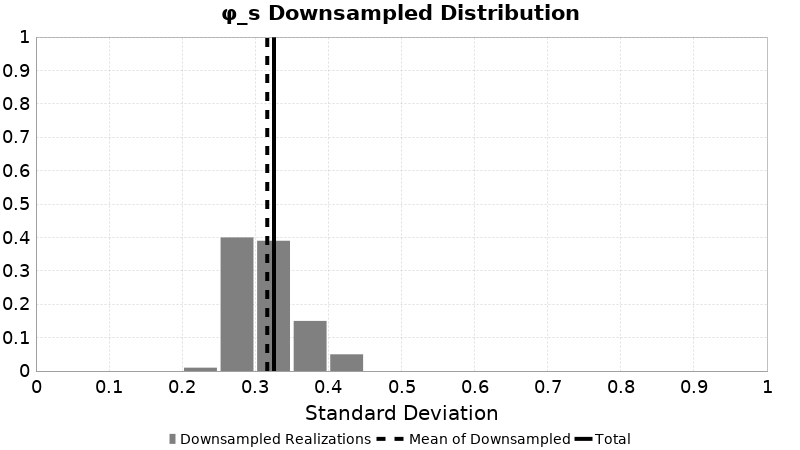 φ_s Downsampled Distribution
1
0.9
0.8
0.7
0.6
0.5
0.4
0.3
0.2
0.1
0
0 0.1 0.2 0.3 0.4 0.5 0.6 0.7 0.8 0.9 1
Standard Deviation
Downsampled Realizations Mean of Downsampled Total